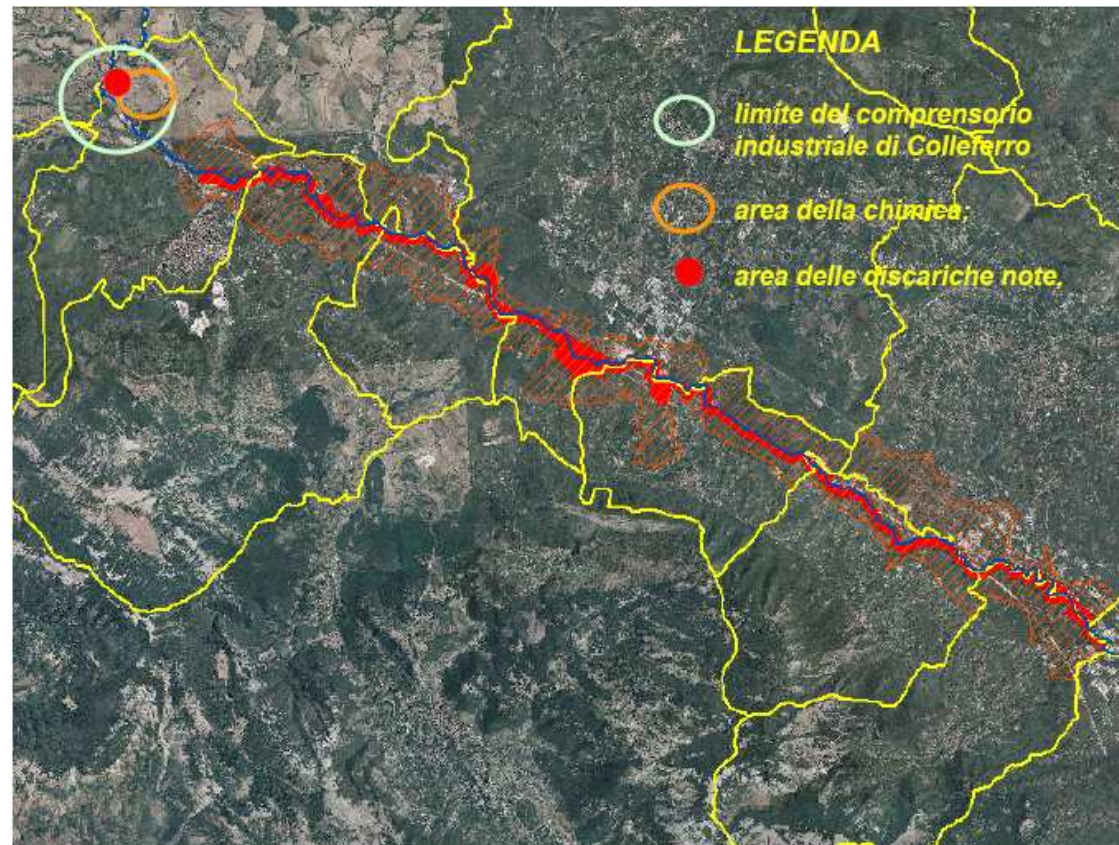 LEGENDA
limite del comprensorio
industriale di Colleferro
area della chimica;
area delle discariche note,